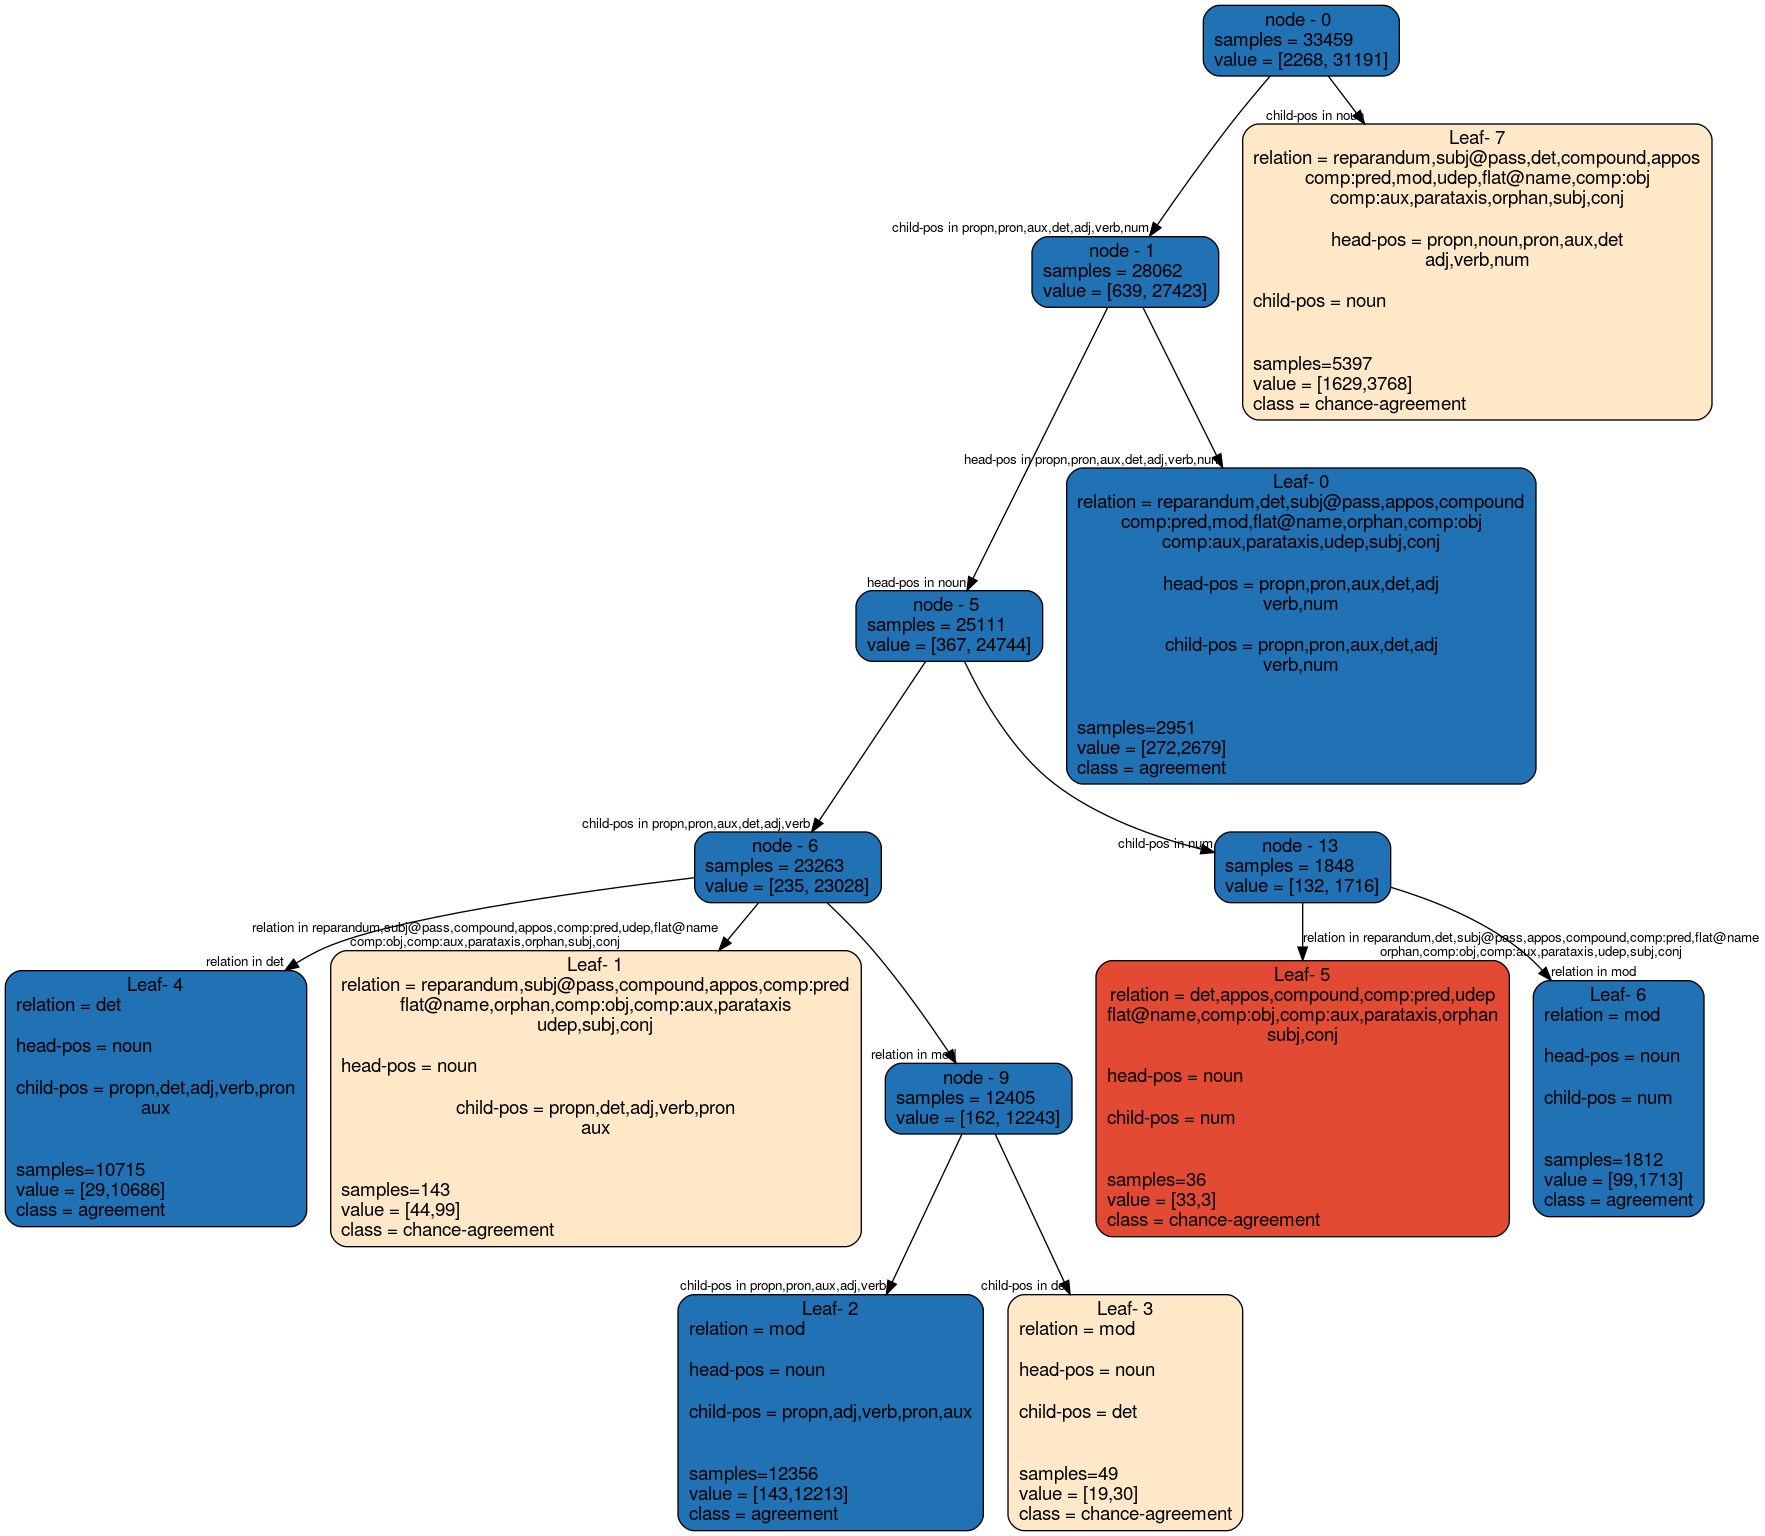 node - 0
samples = 33459
value = [2268, 31191]
child-pos in noun
Leaf- 7
relation = reparandum,subj@pass,det,compound,appos
comp:pred,mod,udep,flat@name,comp:obj
comp:aux,parataxis,orphan,subj,conj
head-pos = propn,noun,pron,aux,det
adj,verb,num
child-pos = noun
samples=5397
value = [1629,3768]
class = chance-agreement
child-pos in propn,pron,aux,det,adj,verb,num
node - 1
samples = 28062
value = [639, 27423]
head-pos in propn,pron,aux,det,adj,verb,num
Leaf- 0
relation = reparandum,det,subj@pass,appos,compound
comp:pred,mod,flat@name,orphan,comp:obj
comp:aux,parataxis,udep,subj,conj
head-pos = propn,pron,aux,det,adj
verb,num
child-pos = propn,pron,aux,det,adj
verb,num
samples=2951
value = [272,2679]
class = agreement
head-pos in noun
node - 5
samples = 25111
value = [367, 24744]
child-pos in propn,pron,aux,det,adj,verb
node - 6
samples = 23263
value = [235, 23028]
child-pos in num
node - 13
samples = 1848
value = [132, 1716]
relation in det
Leaf- 4
relation = det
head-pos = noun
child-pos = propn,det,adj,verb,pron
aux
samples=10715
value = [29,10686]
class = agreement
relation in reparandum,subj@pass,compound,appos,comp:pred,udep,flat@name
comp:obj,comp:aux,parataxis,orphan,subj,conj
Leaf- 1
relation = reparandum,subj@pass,compound,appos,comp:pred
flat@name,orphan,comp:obj,comp:aux,parataxis
udep,subj,conj
head-pos = noun
child-pos = propn,det,adj,verb,pron
aux
samples=143
value = [44,99]
class = chance-agreement
relation in mod
node - 9
samples = 12405
value = [162, 12243]
relation in reparandum,det,subj@pass,appos,compound,comp:pred,flat@name
orphan,comp:obj,comp:aux,parataxis,udep,subj,conj
Leaf- 5
relation = det,appos,compound,comp:pred,udep
flat@name,comp:obj,comp:aux,parataxis,orphan
subj,conj
head-pos = noun
child-pos = num
samples=36
value = [33,3]
class = chance-agreement
relation in mod
Leaf- 6
relation = mod
head-pos = noun
child-pos = num
samples=1812
value = [99,1713]
class = agreement
child-pos in propn,pron,aux,adj,verb
Leaf- 2
relation = mod
head-pos = noun
child-pos = propn,adj,verb,pron,aux
samples=12356
value = [143,12213]
class = agreement
child-pos in det
Leaf- 3
relation = mod
head-pos = noun
child-pos = det
samples=49
value = [19,30]
class = chance-agreement